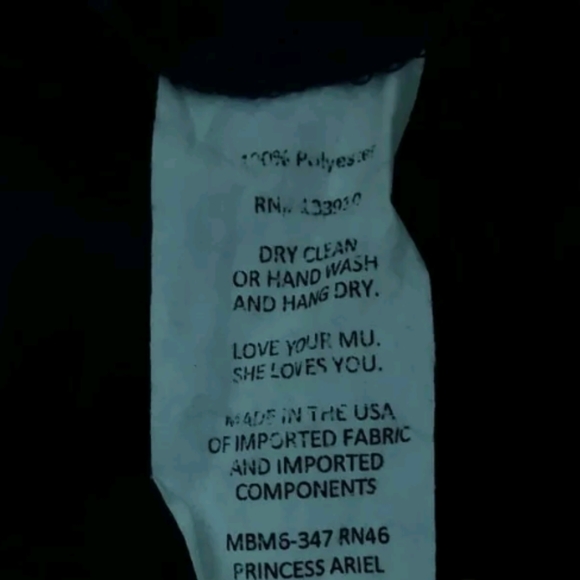 100% Polyester
RN#
DRY CLEAN
OR HAND WASH
AND HANG DRY.
LOVE YOUR MU.
SHE LOVES YOU.
MADE IN THE USA
OF IMPORTED FABRIC
AND IMPORTED
COMPONENTS
MBM6-347 RN46
PRINCESS ARIEL